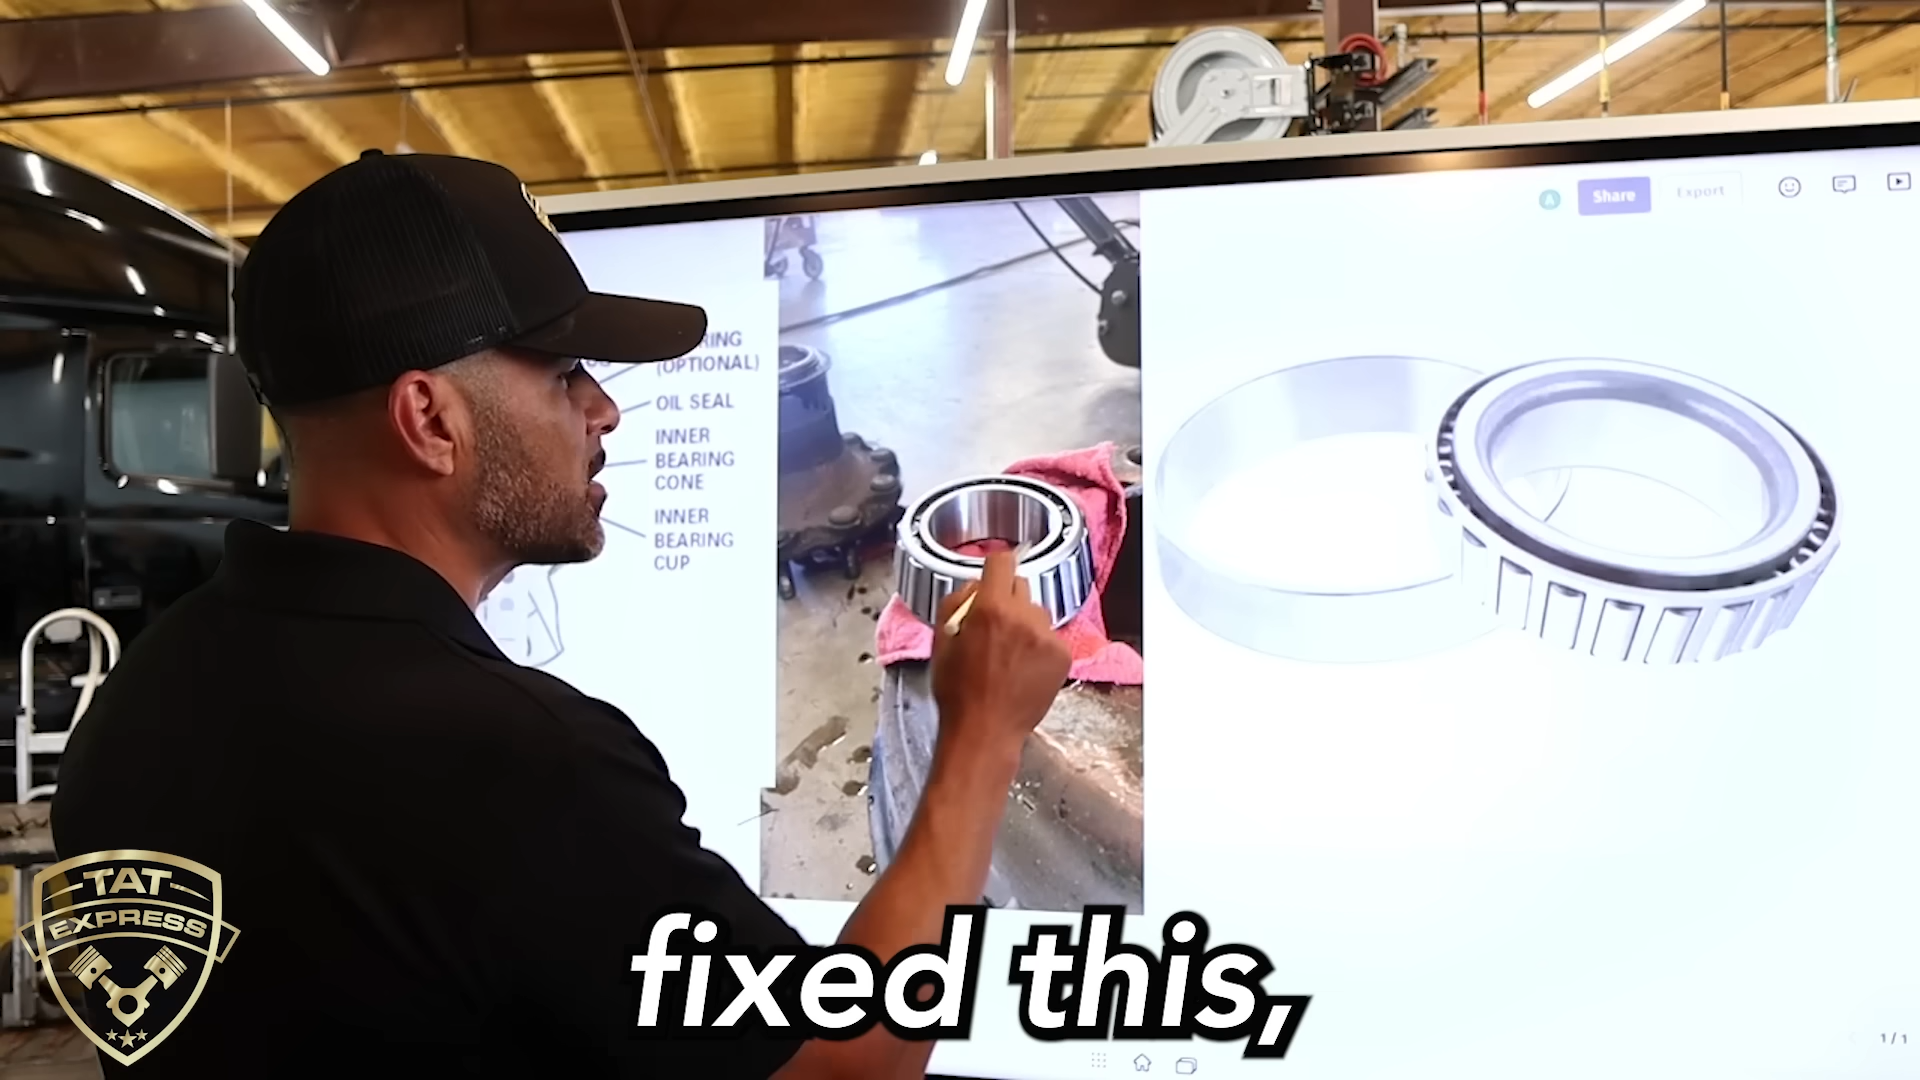 Share
Export
(OPTIONAL)
OIL SEAL
INNER
BEARING
CONE
INNER
BEARING
CUP
TAT
EXPRESS
fixed this,
1/1